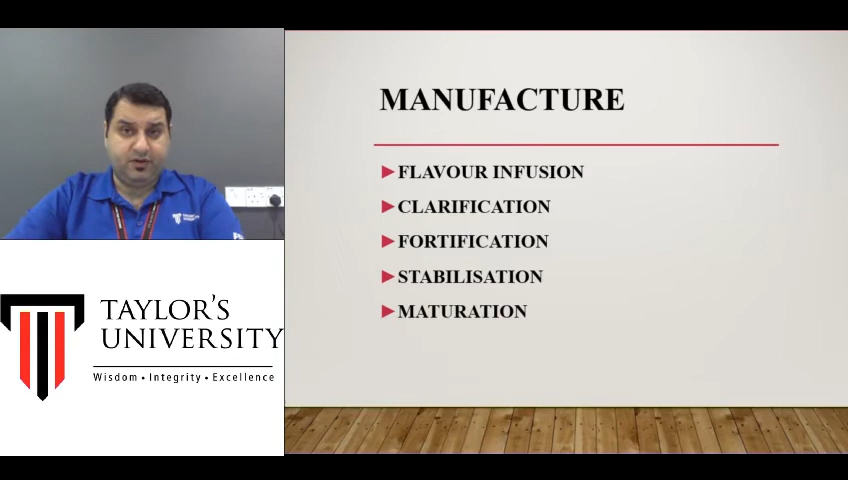 MANUFACTURE
FLAVOUR INFUSION
CLARIFICATION
FORTIFICATION
STABILISATION
MATURATION
TAYLOR'S
UNIVERSITY
Wisdom • Integrity • Excellence